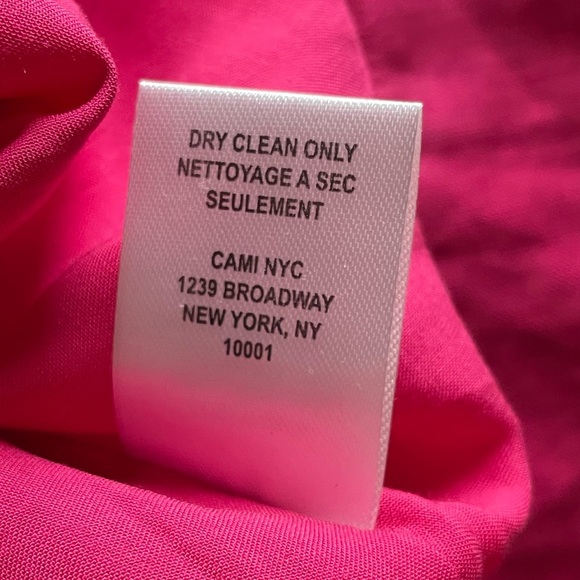 DRY CLEAN ONLY
NETTOYAGE A SEC
SEULEMENT
CAMI NYC
1239 BROADWAY
NEW YORK, NY
10001